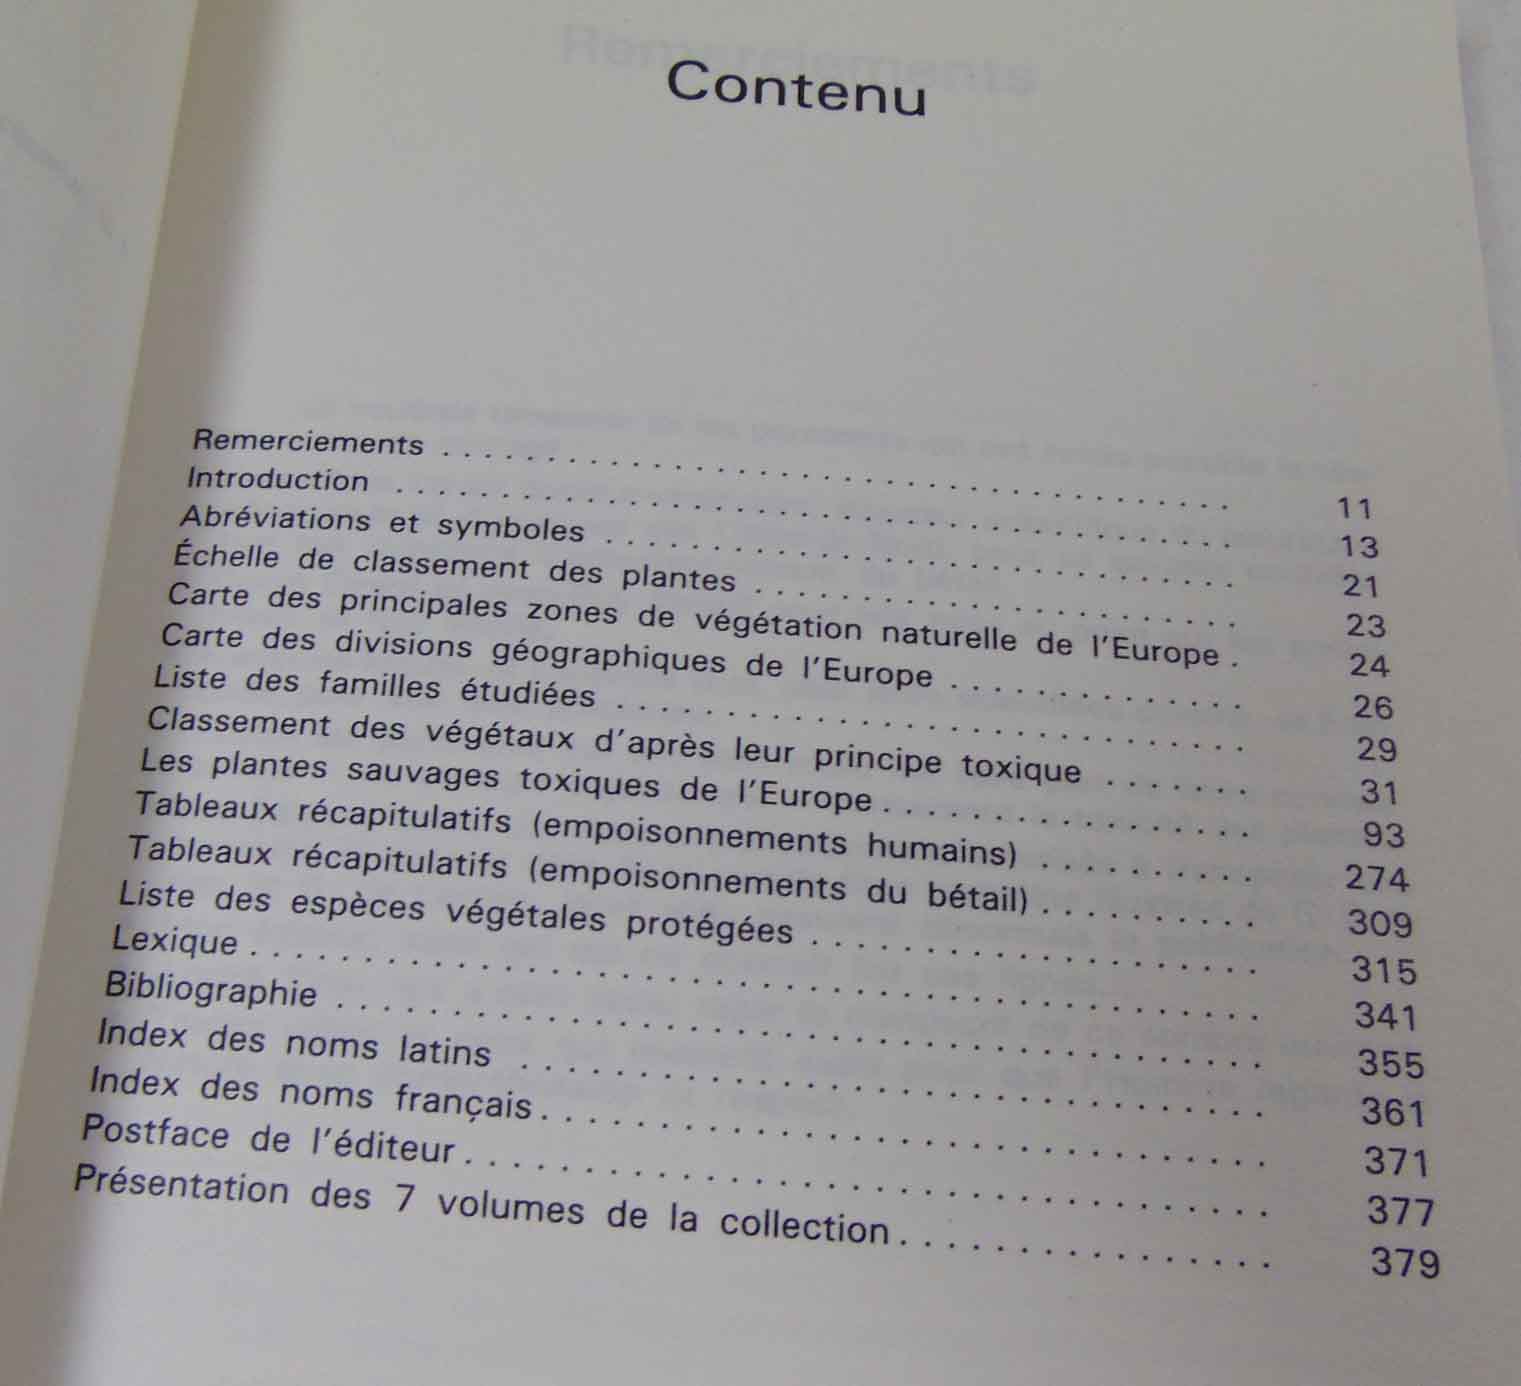 Contenu
Remerciements . . . . . . . . . . . . . . . . . . . . . . . . . . . . . . 11
Introduction . . . . . . . . . . . . . . . . . . . . . . . . . . . . . . . . 13
Abréviations et symboles . . . . . . . . . . . . . . . . . . . . . . . . 21
Échelle de classement des plantes . . . . . . . . . . . . . . . . . . 23
Carte des principales zones de végétation naturelle de l'Europe . 24
Carte des divisions géographiques de l'Europe . . . . . . . . . . . . . 26
Liste des familles étudiées . . . . . . . . . . . . . . . . . . . . . . . . 29
Classement des végétaux d'après leur principe toxique . . . . . . . 31
Les plantes sauvages toxiques de l'Europe . . . . . . . . . . . . . . . 93
Tableaux récapitulatifs (empoisonnements humains) . . . . . . . . . . 274
Tableaux récapitulatifs (empoisonnements du bétail) . . . . . . . . . . 309
Liste des espèces végétales protégées . . . . . . . . . . . . . . . . . . 315
Lexique . . . . . . . . . . . . . . . . . . . . . . . . . . . . . . . . . . 341
Bibliographie . . . . . . . . . . . . . . . . . . . . . . . . . . . . . . . 355
Index des noms latins . . . . . . . . . . . . . . . . . . . . . . . . . . 361
Index des noms français . . . . . . . . . . . . . . . . . . . . . . . . . 371
Postface de l'éditeur . . . . . . . . . . . . . . . . . . . . . . . . . . . 377
Présentation des 7 volumes de la collection . . . . . . . . . . . . . . . . 379